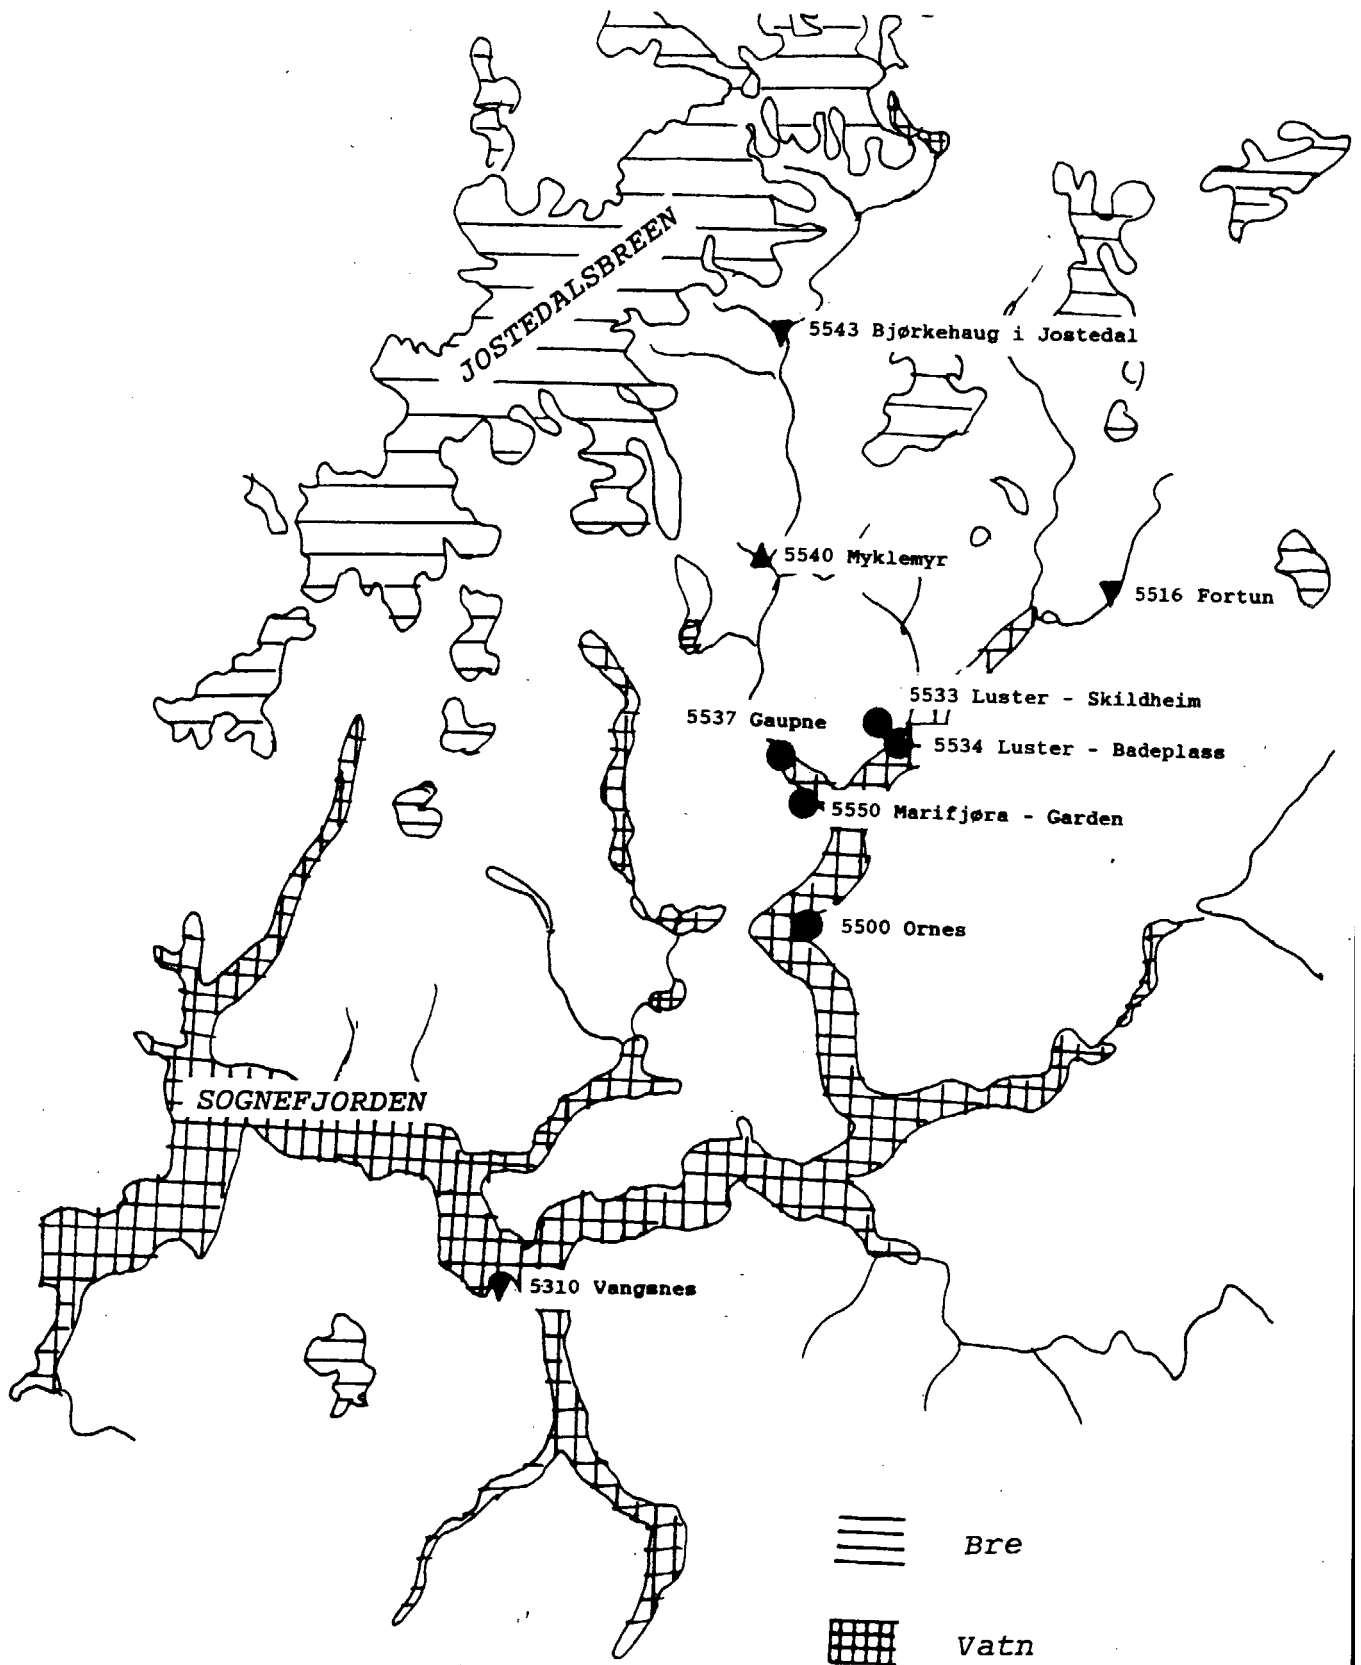 JOSTEDALSBREEN
5543 Bjørkehaug i Jostedal
5540 Myklemyr
5516 Fortun
5533 Luster - Skildheim
5537 Gaupne
5534 Luster - Badeplass
5550 Marifjøra - Garden
5500 Ornes
SOGNEFJORDEN
5310 Vangsnes
Bre
Vatn